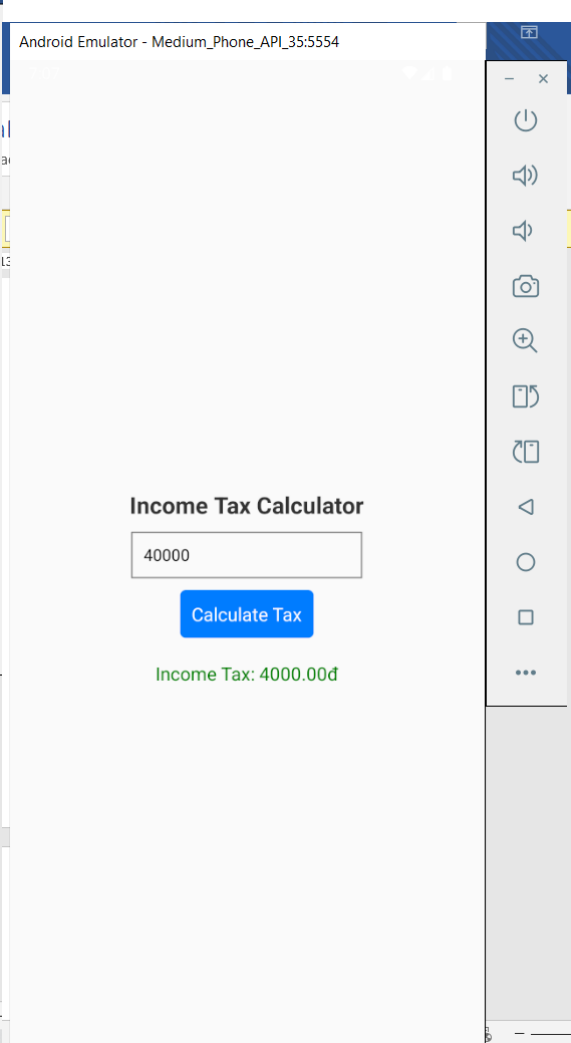 Android Emulator - Medium_Phone_API_35:5554
Income Tax Calculator
40000
Calculate Tax
Income Tax: 4000.00đ